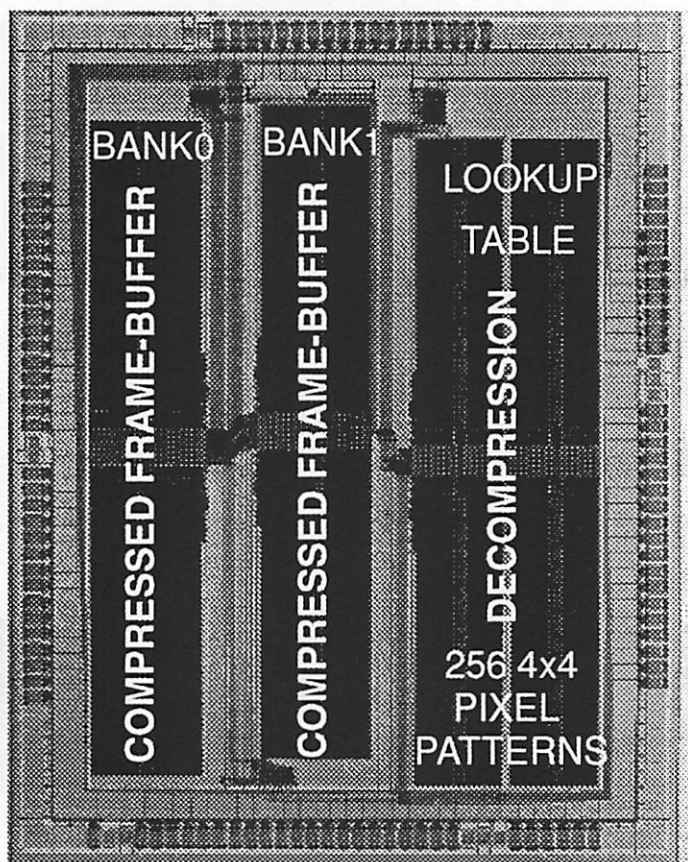 BANK0
COMPRESSED FRAME-BUFFER
BANK1
COMPRESSED FRAME-BUFFER
LOOKUP
TABLE
DECOMPRESSION
256 4x4
PIXEL
PATTERNS